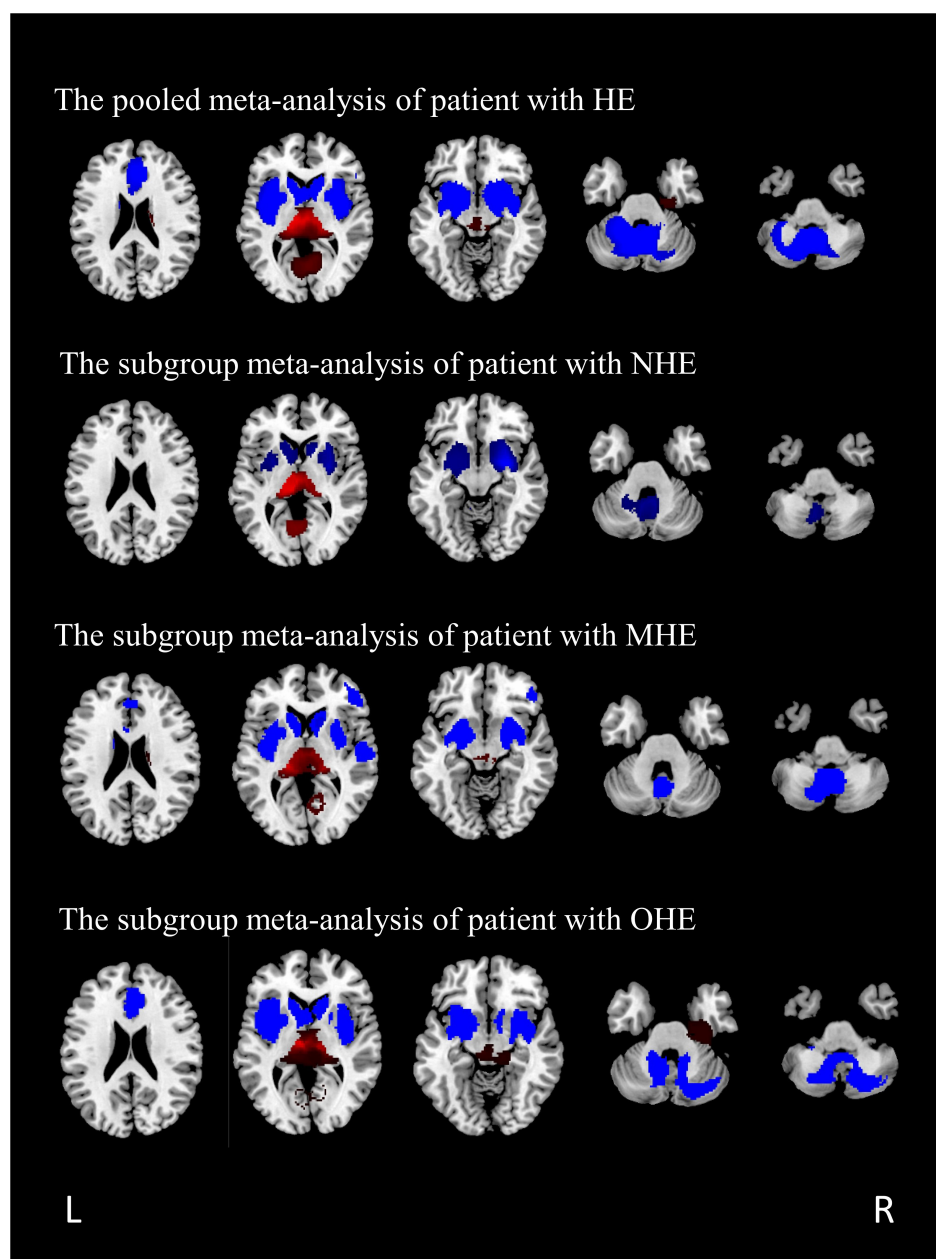 The pooled meta-analysis of patient with HE
The subgroup meta-analysis of patient with NHE
The subgroup meta-analysis of patient with MHE
The subgroup meta-analysis of patient with OHE
L R